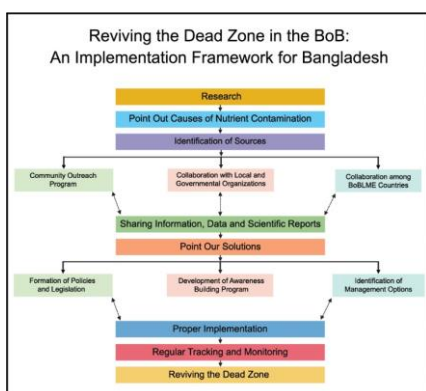 Reviving the Dead Zone in the BoB:
An Implementation Framework for Bangladesh
Research
Point Out Causes of Nutrient Contamination
Identification of Sources
Community Outreach
Program
Collaboration with Local and
Governmental Organizations
Collaboration among
BoBLME Countries
Sharing Information, Data and Scientific Reports
Point Our Solutions
Formation of Policies
and Legislation
Development of Awareness
Building Program
Identification of
Management Options
Proper Implementation
Regular Tracking and Monitoring
Reviving the Dead Zone